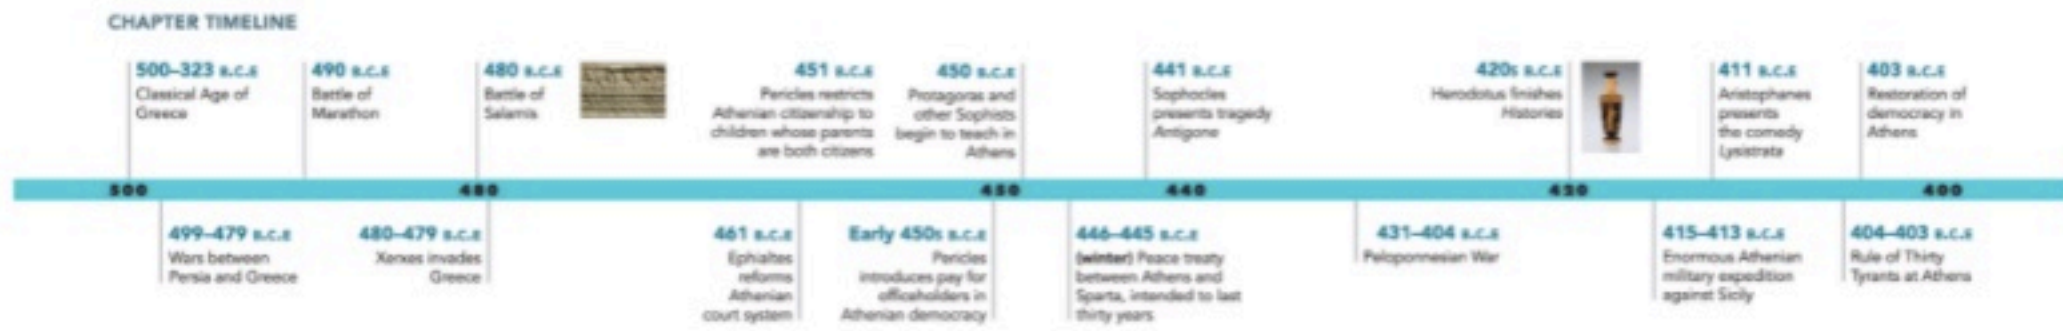 CHAPTER TIMELINE
500–323 B.C.E
Classical Age of
Greece
490 B.C.E
Battle of
Marathon
480 B.C.E
Battle of
Salamis
451 B.C.E
Pericles restricts
Athenian citizenship to
children whose parents
are both citizens
450 B.C.E
Protagoras and
other Sophists
begin to teach in
Athens
441 B.C.E
Sophocles
presents tragedy
Antigone
420s B.C.E
Herodotus finishes
Histories
411 B.C.E
Aristophanes
presents
the comedy
Lysistrata
403 B.C.E
Restoration of
democracy in
Athens
500 480 450 440 420 400
499–479 B.C.E
Wars between
Persia and Greece
480–479 B.C.E
Xerxes invades
Greece
461 B.C.E
Ephialtes
reforms
Athenian
court system
Early 450s B.C.E
Pericles
introduces pay for
officeholders in
Athenian democracy
446–445 B.C.E
(winter) Peace treaty
between Athens and
Sparta, intended to last
thirty years
431–404 B.C.E
Peloponnesian War
415–413 B.C.E
Enormous Athenian
military expedition
against Sicily
404–403 B.C.E
Rule of Thirty
Tyrants at Athens